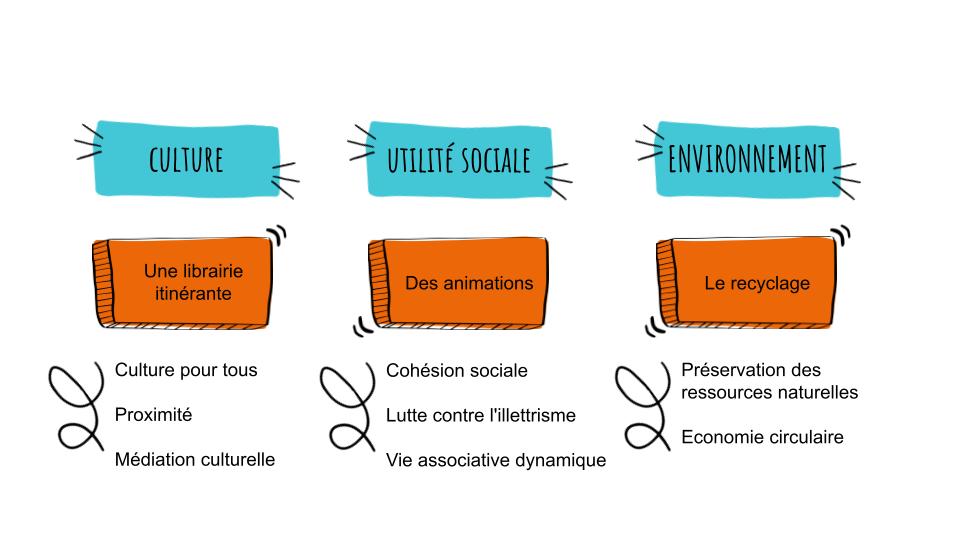 CULTURE
UTILITÉ SOCIALE
ENVIRONNEMENT
Une librairie
itinérante
Des animations
Le recyclage
Culture pour tous
Proximité
Médiation culturelle
Cohésion sociale
Lutte contre l'illettrisme
Vie associative dynamique
Préservation des
ressources naturelles
Economie circulaire